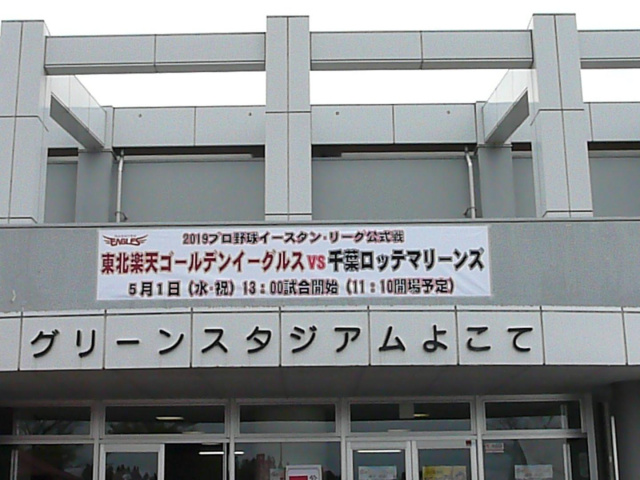 EAGLES
2019プロ野球イースタン・リーグ公式戦
東北楽天ゴールデンイーグルスVS千葉ロッテマリーンズ
5月1日(水・祝)13:00試合開始(11:10開場予定)
グリーンスタジアムよこて